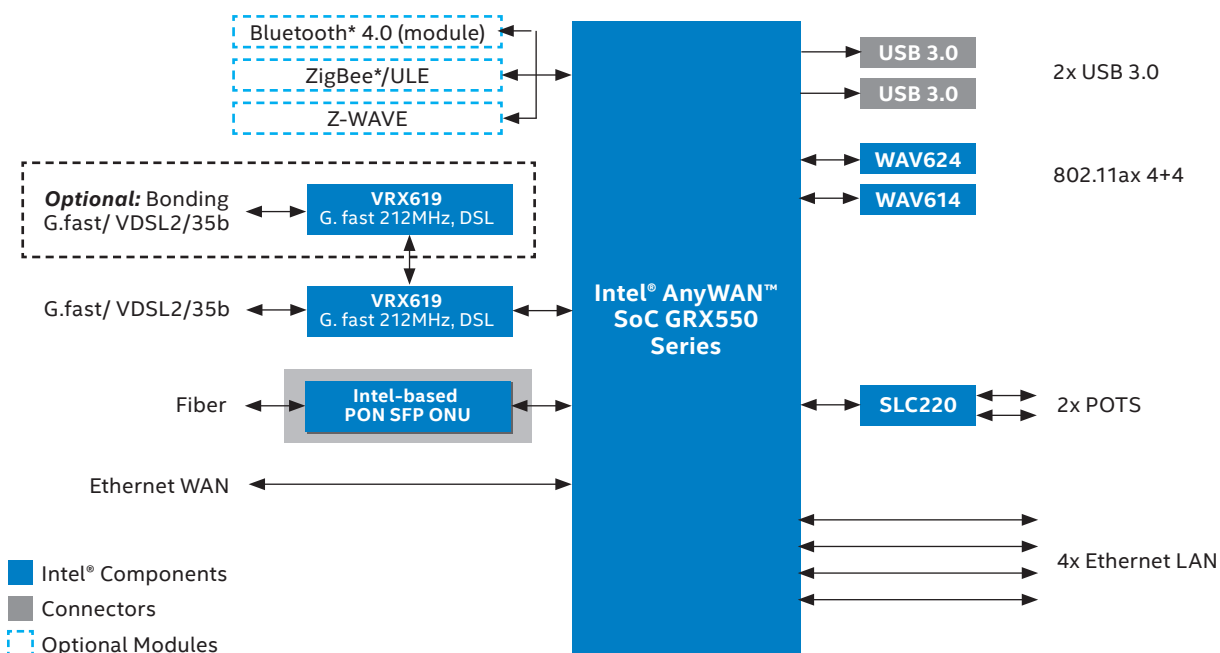 Bluetooth* 4.0 (module)
ZigBee*/ULE
Z-WAVE
Optional: Bonding
G.fast/ VDSL2/35b
VRX619
G. fast 212MHz, DSL
G.fast/ VDSL2/35b
VRX619
G. fast 212MHz, DSL
Fiber
Intel-based
PON SFP ONU
Ethernet WAN
Intel® Components
Connectors
Optional Modules
Intel® AnyWAN™
SoC GRX550
Series
USB 3.0
USB 3.0
2x USB 3.0
WAV624
WAV614
802.11ax 4+4
SLC220
2x POTS
4x Ethernet LAN